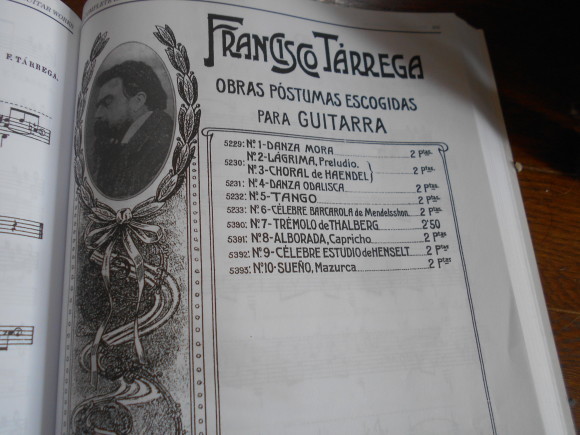 F. TÁRREGA.
FRANCISCO TÁRREGA
OBRAS PÓSTUMAS ESCOGIDAS
PARA GUITARRA
5229: Nº 1-DANZA MORA 2 Ptas.
5230: Nº 2-LÁGRIMA, Preludio.
Nº 3-CHORAL de HAENDEL 2 Ptas.
5231: Nº 4-DANZA ODALISCA 2 Ptas.
5232: Nº 5-TANGO 2 Ptas.
5233: Nº 6-CÉLEBRE BARCAROLA de Mendelsshon. 2 Ptas.
5390: Nº 7-TRÉMOLO de THALBERG 2'50
5391: Nº 8-ALBORADA, Capricho 2 Ptas
5392: Nº 9-CÉLEBRE ESTUDIO de HENSELT 2 Ptas
5393: Nº 10-SUEÑO, Mazurca 2 Ptas